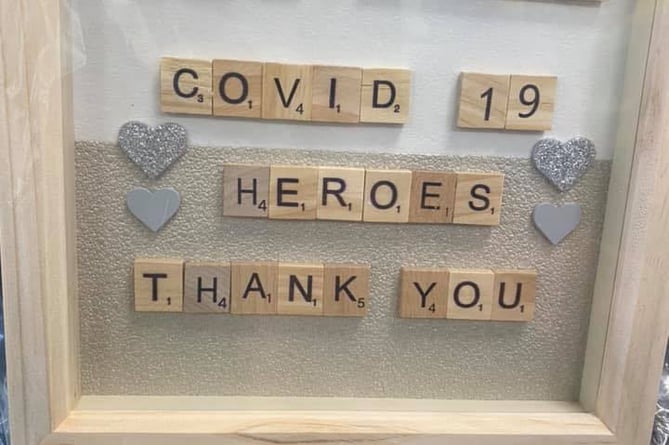 COVID 19
HEROES
THANK YOU